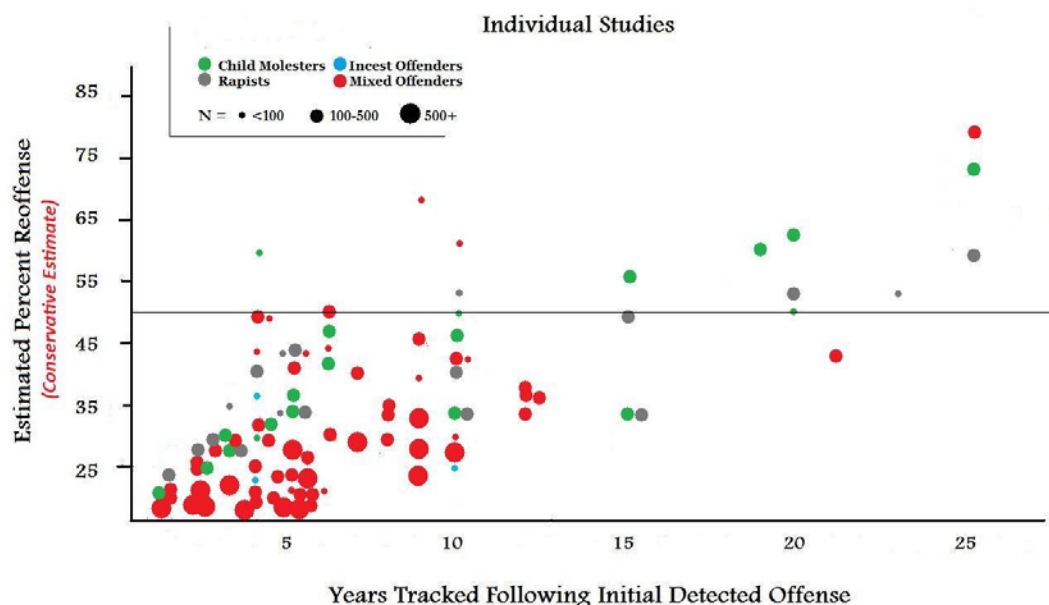 Individual Studies
Child Molesters
Incest Offenders
Rapists
Mixed Offenders
N = <100 100-500 500+
Estimated Percent Reoffense
(Conservative Estimate)
85
75
65
55
45
35
25
5 10 15 20 25
Years Tracked Following Initial Detected Offense